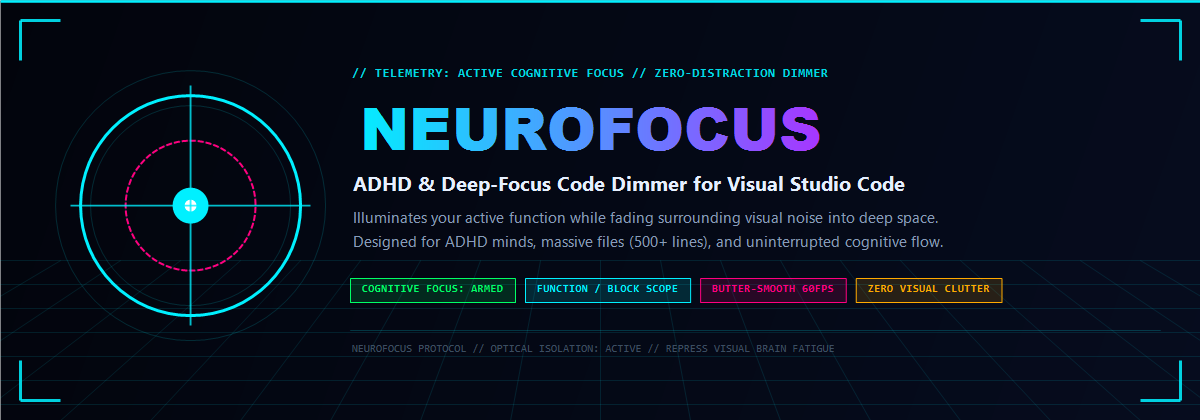 // TELEMETRY: ACTIVE COGNITIVE FOCUS // ZERO-DISTRACTION DIMMER
NEUROFOCUS
ADHD & Deep-Focus Code Dimmer for Visual Studio Code
Illuminates your active function while fading surrounding visual noise into deep space.
Designed for ADHD minds, massive files (500+ lines), and uninterrupted cognitive flow.
COGNITIVE FOCUS: ARMED FUNCTION / BLOCK SCOPE BUTTER-SMOOTH 60FPS ZERO VISUAL CLUTTER
NEUROFOCUS PROTOCOL // OPTICAL ISOLATION: ACTIVE // REPRESS VISUAL BRAIN FATIGUE